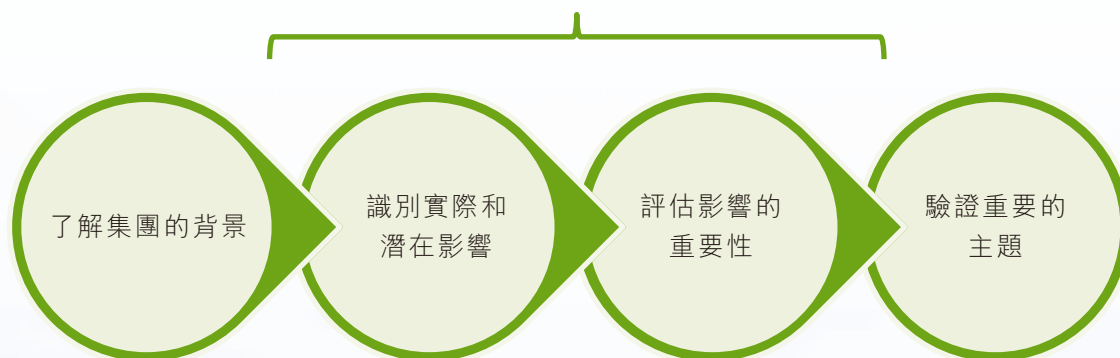 了解集團的背景
識別實際和
潛在影響
評估影響的
重要性
驗證重要的
主題